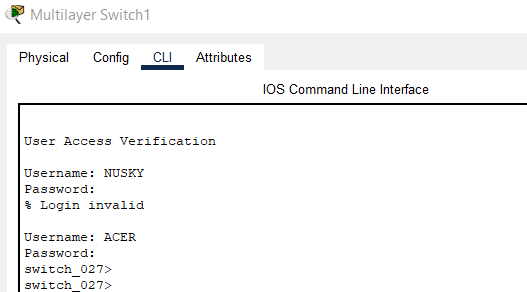 Multilayer Switch1
Physical Config CLI Attributes
IOS Command Line Interface
User Access Verification
Username: NUSKY
Password:
% Login invalid
Username: ACER
Password:
switch_027>
switch_027>